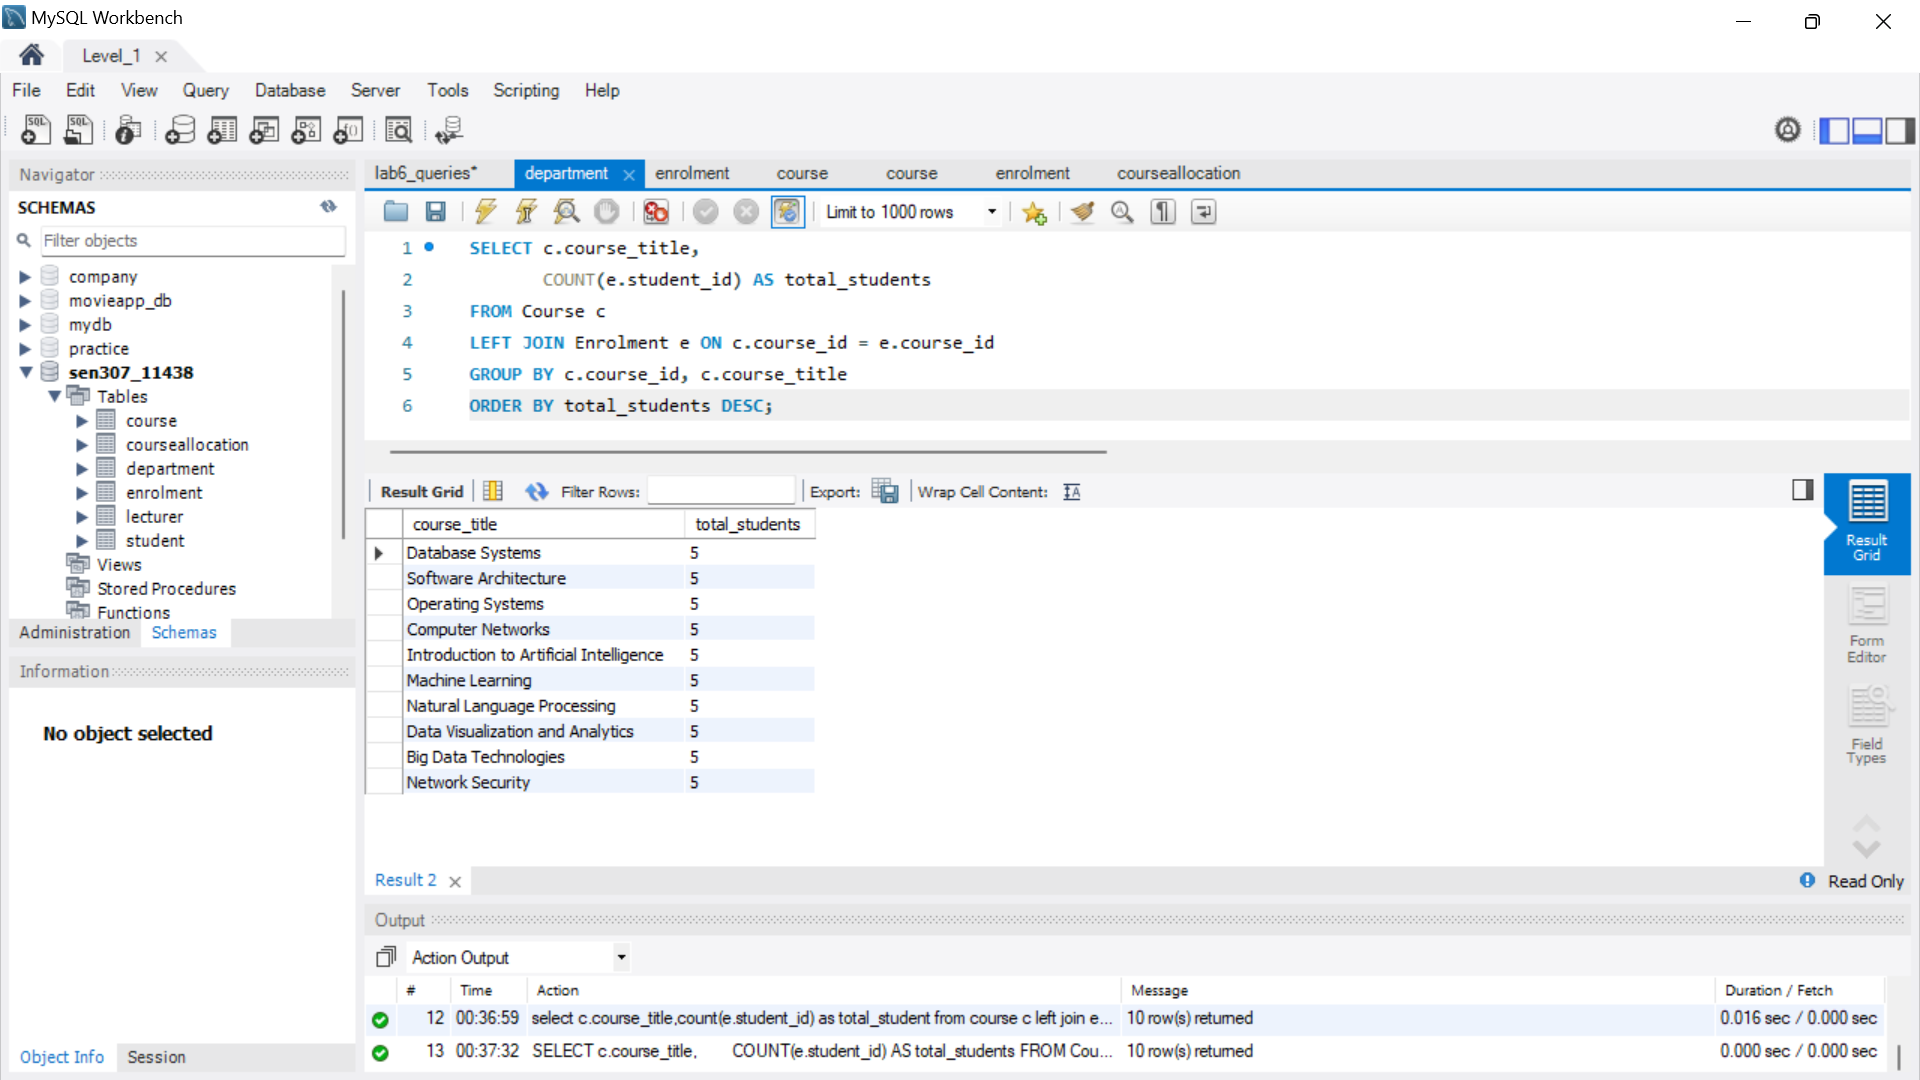 MySQL Workbench
Level_1
File Edit View Query Database Server Tools Scripting Help
Navigator
SCHEMAS
Filter objects
company
movieapp_db
mydb
practice
sen307_11438
Tables
course
courseallocation
department
enrolment
lecturer
student
Views
Stored Procedures
Functions
Administration Schemas
Information
No object selected
Object Info Session
lab6_queries* department enrolment course course enrolment courseallocation
Limit to 1000 rows
1 SELECT c.course_title,
2 COUNT(e.student_id) AS total_students
3 FROM Course c
4 LEFT JOIN Enrolment e ON c.course_id = e.course_id
5 GROUP BY c.course_id, c.course_title
6 ORDER BY total_students DESC;
Result Grid Filter Rows: Export: Wrap Cell Content:
course_title total_students
Database Systems 5
Software Architecture 5
Operating Systems 5
Computer Networks 5
Introduction to Artificial Intelligence 5
Machine Learning 5
Natural Language Processing 5
Data Visualization and Analytics 5
Big Data Technologies 5
Network Security 5
Result
Grid
Form
Editor
Field
Types
Result 2
Read Only
Output
Action Output
# Time Action Message Duration / Fetch
12 00:36:59 select c.course_title,count(e.student_id) as total_student from course c left join e... 10 row(s) returned 0.016 sec / 0.000 sec
13 00:37:32 SELECT c.course_title, COUNT(e.student_id) AS total_students FROM Cou... 10 row(s) returned 0.000 sec / 0.000 sec